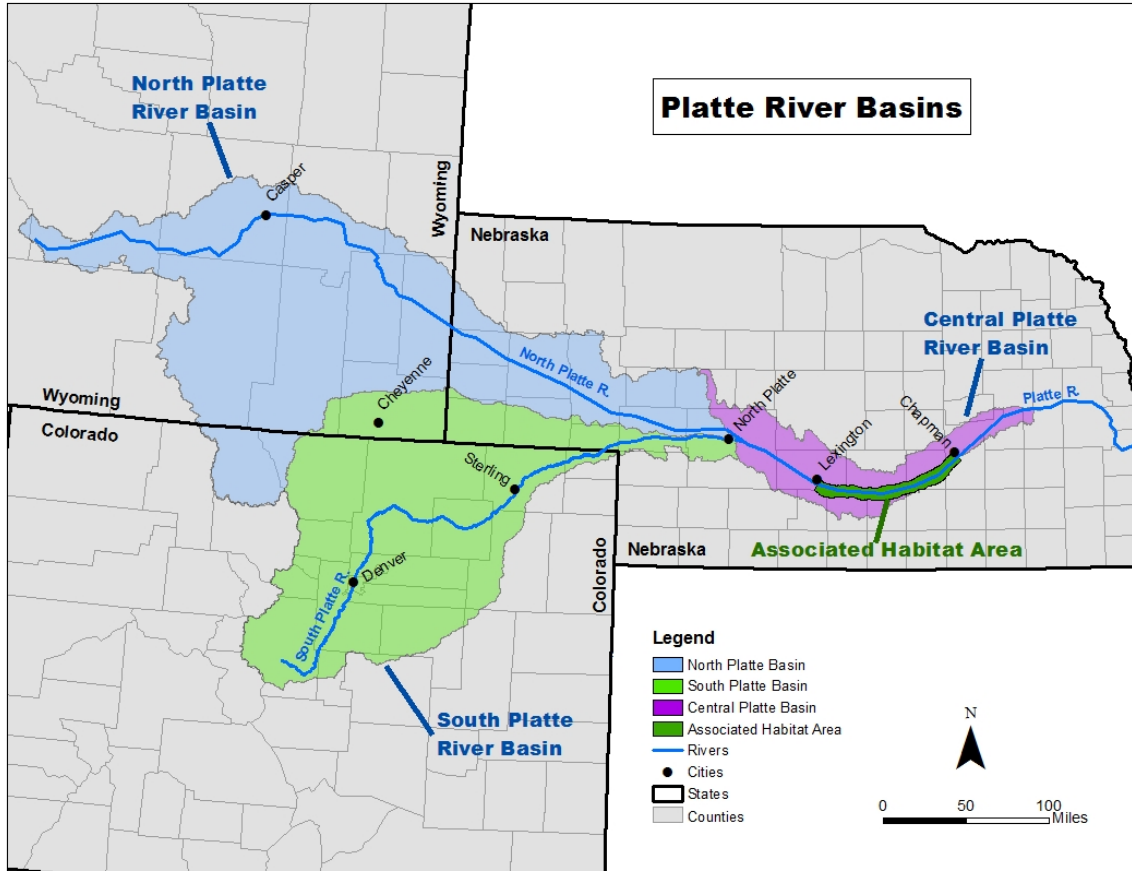 Platte River Basins
North Platte
River Basin
Casper
Wyoming
Nebraska
Central Platte
River Basin
North Platte R.
Cheyenne
North Platte
Platte R.
Chapman
Wyoming
Colorado
Lexington
Sterling
Nebraska
Associated Habitat Area
Colorado
Denver
South Platte R.
South Platte
River Basin
Legend
North Platte Basin
South Platte Basin
Central Platte Basin
Associated Habitat Area
Rivers
Cities
States
Counties
N
0 50 100
Miles